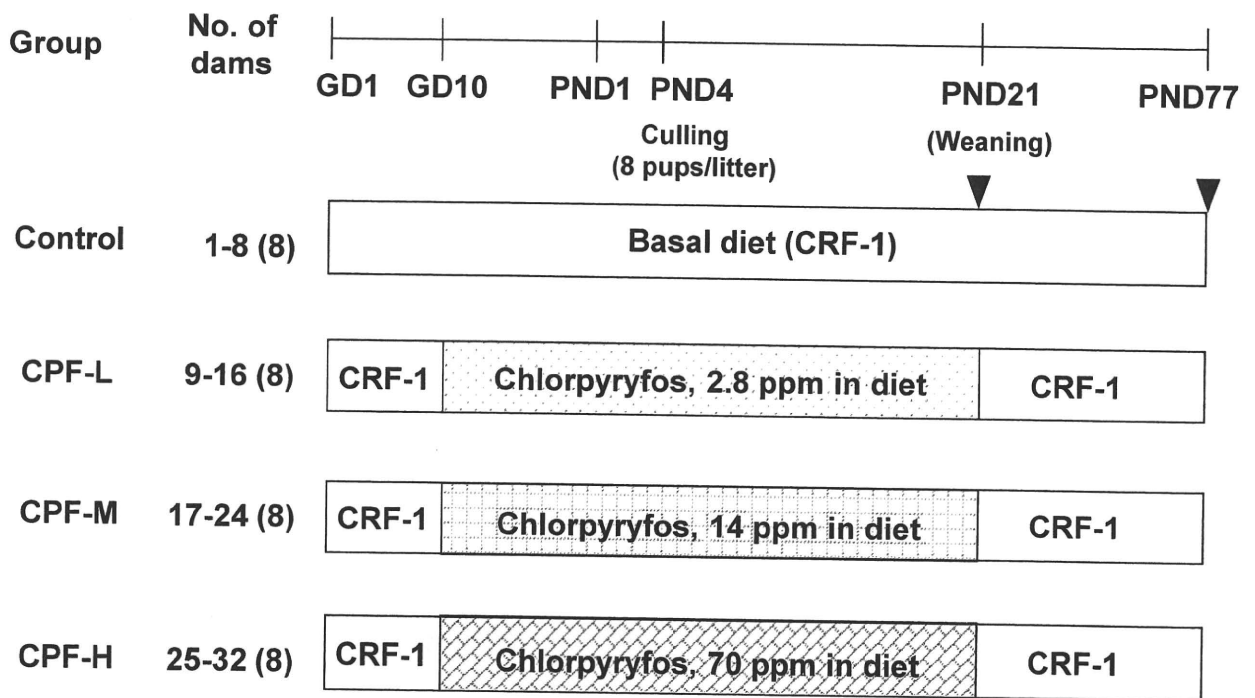 Group
No. of
dams
GD1 GD10 PND1 PND4 PND21 PND77
Culling
(8 pups/litter)
(Weaning)
Control 1-8 (8) Basal diet (CRF-1)
CPF-L 9-16 (8) CRF-1 Chlorpyryfos, 2.8 ppm in diet CRF-1
CPF-M 17-24 (8) CRF-1 Chlorpyryfos, 14 ppm in diet CRF-1
CPF-H 25-32 (8) CRF-1 Chlorpyryfos, 70 ppm in diet CRF-1